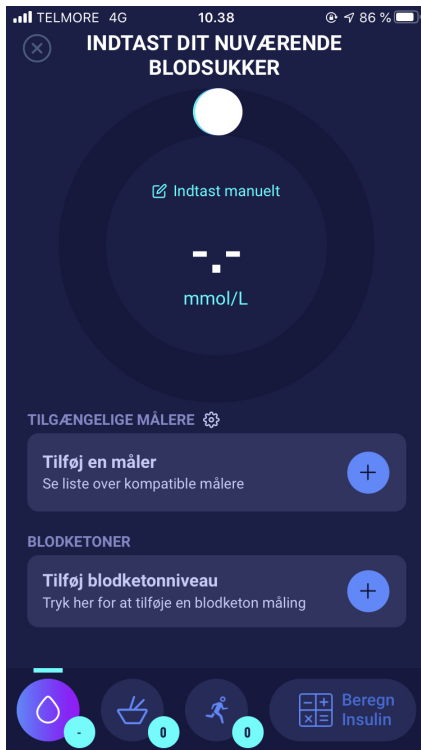 TELMORE 4G 10.38 86 %
INDTAST DIT NUVÆRENDE
BLODSUKKER
Indtast manuelt
-.-
mmol/L
TILGÆNGELIGE MÅLERE
Tilføj en måler
Se liste over kompatible målere
BLODKETONER
Tilføj blodketonniveau
Tryk her for at tilføje en blodketon måling
- 0 0
Beregn
Insulin